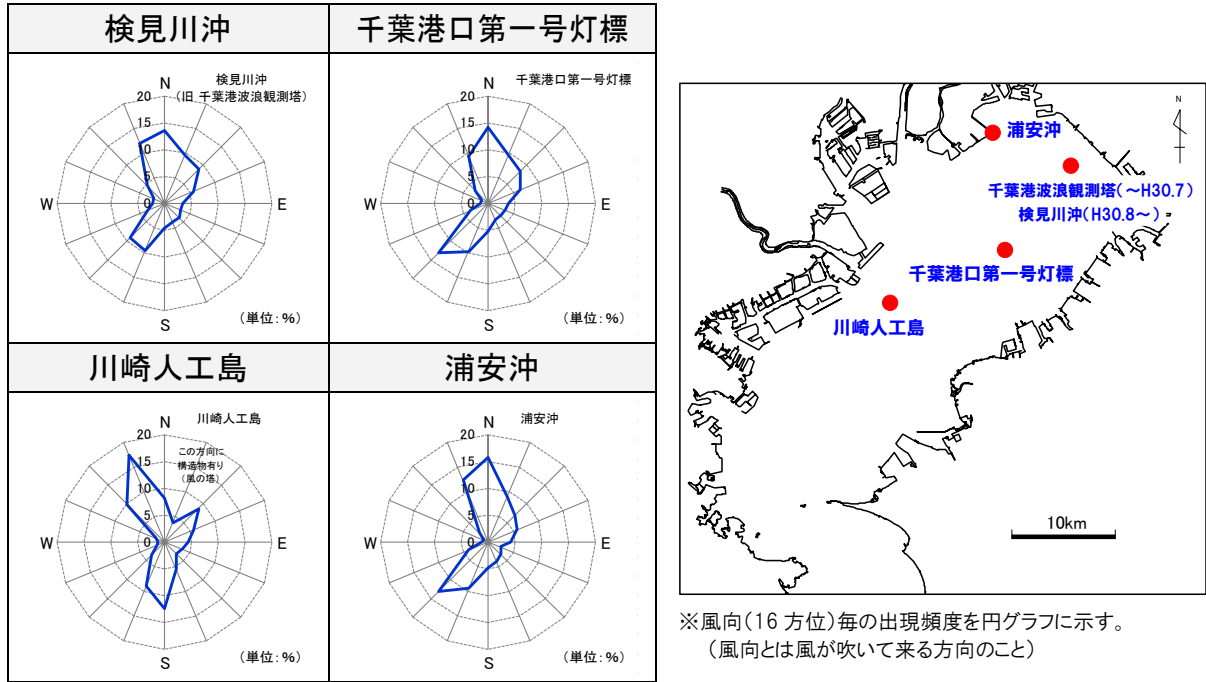 検見川沖
千葉港口第一号灯標
検見川沖
(旧 千葉港波浪観測塔)
N
20
15
10
5
0
W
E
S
(単位:%)
千葉港口第一号灯標
N
20
15
10
5
0
W
E
S
(単位:%)
川崎人工島
浦安沖
川崎人工島
N
20
15
10
5
0
この方向に
構造物有り
(風の塔)
W
E
S
(単位:%)
浦安沖
N
20
15
10
5
0
W
E
S
(単位:%)
N
浦安沖
千葉港波浪観測塔(~H30.7)
検見川沖(H30.8~)
千葉港口第一号灯標
川崎人工島
10km
※風向(16 方位)毎の出現頻度を円グラフに示す。
(風向とは風が吹いて来る方向のこと)